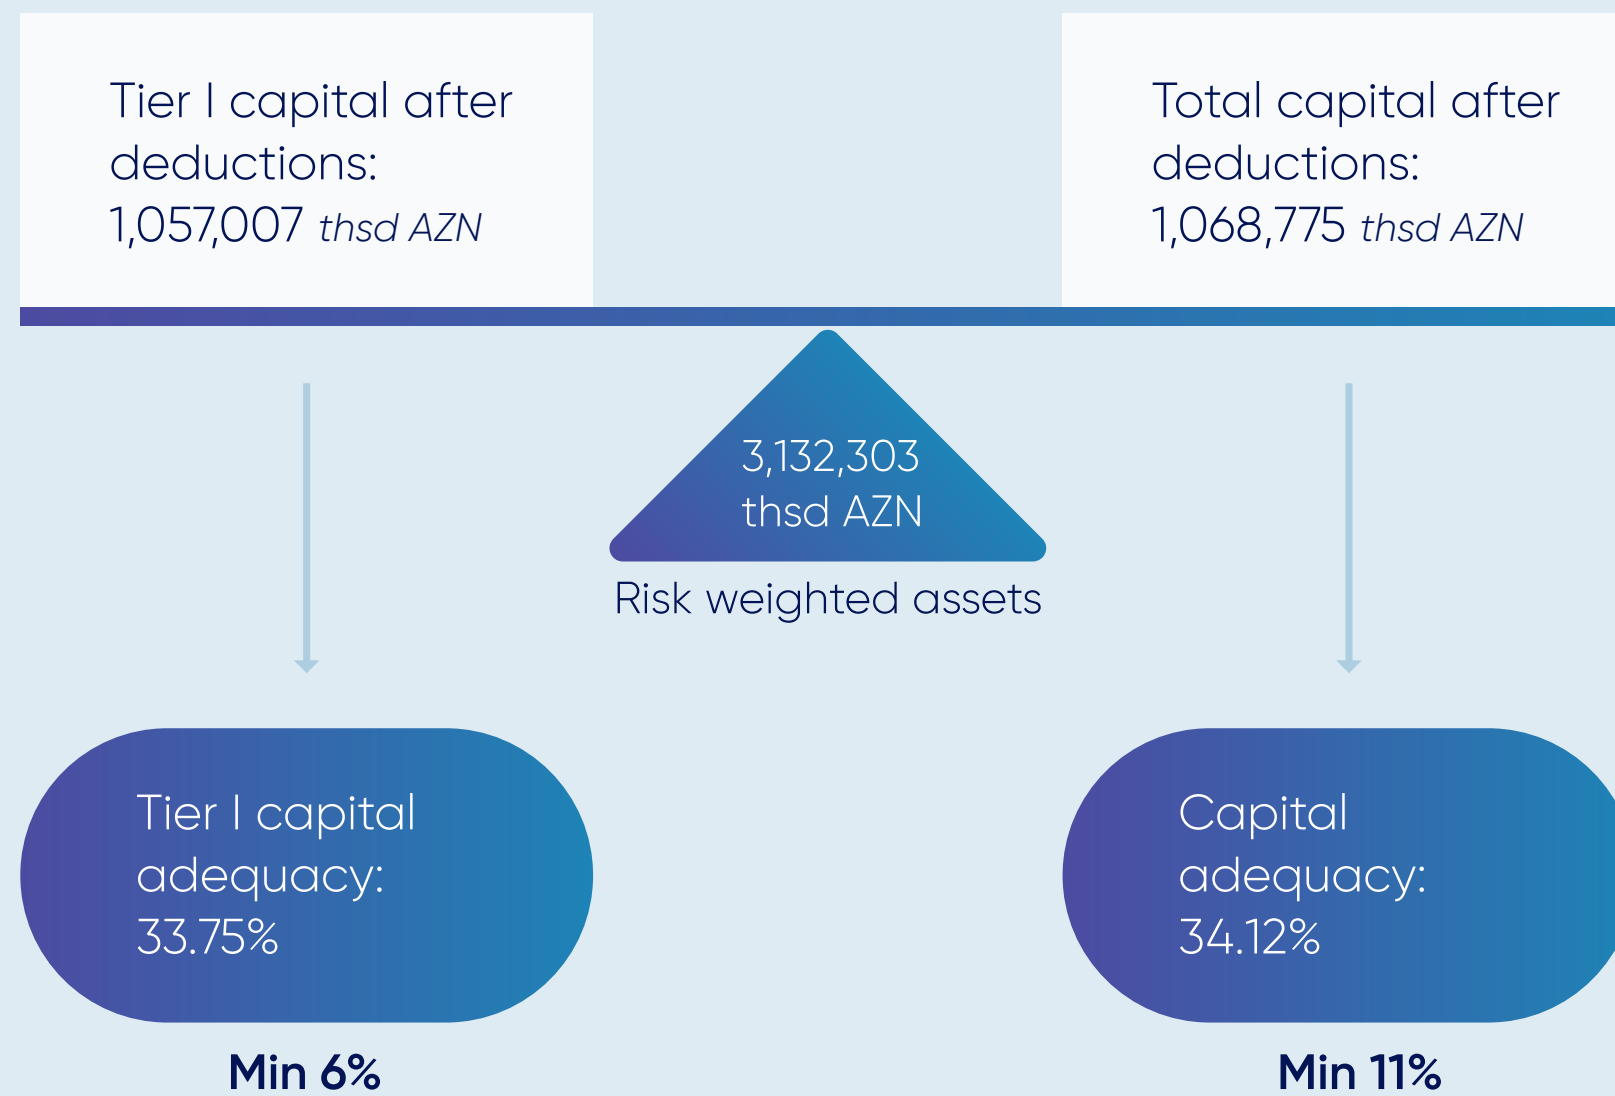 Tier I capital after
deductions:
1,057,007 thsd AZN
Total capital after
deductions:
1,068,775 thsd AZN
3,132,303
thsd AZN
Risk weighted assets
Tier I capital
adequacy:
33.75%
Capital
adequacy:
34.12%
Min 6%
Min 11%